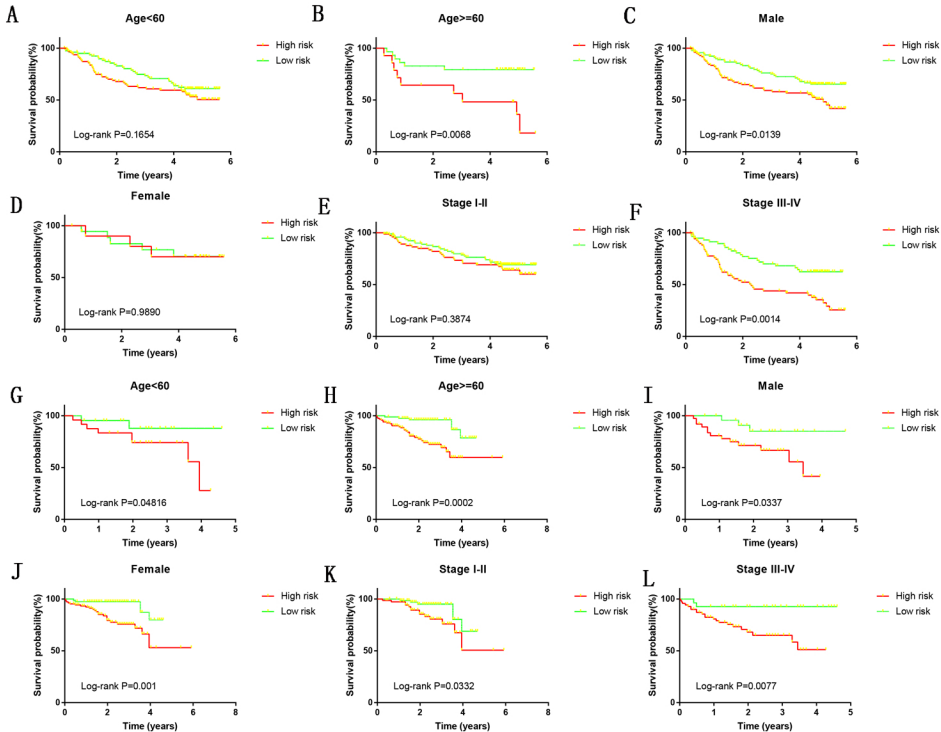 A
Age<60
Survival probability(%)
100
50
0
0 2 4 6
Time (years)
High risk
Low risk
Log-rank P=0.1654
B
Age>=60
Survival probability(%)
100
50
0
0 2 4 6
Time (years)
High risk
Low risk
Log-rank P=0.0068
C
Male
Survival probability(%)
100
50
0
0 2 4 6
Time (years)
High risk
Low risk
Log-rank P=0.0139
D
Female
Survival probability(%)
100
50
0
0 2 4 6
Time (years)
High risk
Low risk
Log-rank P=0.9890
E
Stage I-II
Survival probability(%)
100
50
0
0 2 4 6
Time (years)
High risk
Low risk
Log-rank P=0.3874
F
Stage III-IV
Survival probability(%)
100
50
0
0 2 4 6
Time (years)
High risk
Low risk
Log-rank P=0.0014
G
Age<60
Survival probability(%)
100
50
0
0 1 2 3 4 5
Time (years)
High risk
Low risk
Log-rank P=0.04816
H
Age>=60
Survival probability(%)
100
50
0
0 2 4 6 8
Time (years)
High risk
Low risk
Log-rank P=0.0002
I
Male
Survival probability(%)
100
50
0
0 1 2 3 4 5
Time (years)
High risk
Low risk
Log-rank P=0.0337
J
Female
Survival probability(%)
100
50
0
0 2 4 6 8
Time (years)
High risk
Low risk
Log-rank P=0.001
K
Stage I-II
Survival probability(%)
100
50
0
0 2 4 6 8
Time (years)
High risk
Low risk
Log-rank P=0.0332
L
Stage III-IV
Survival probability(%)
100
50
0
0 1 2 3 4 5
Time (years)
High risk
Low risk
Log-rank P=0.0077